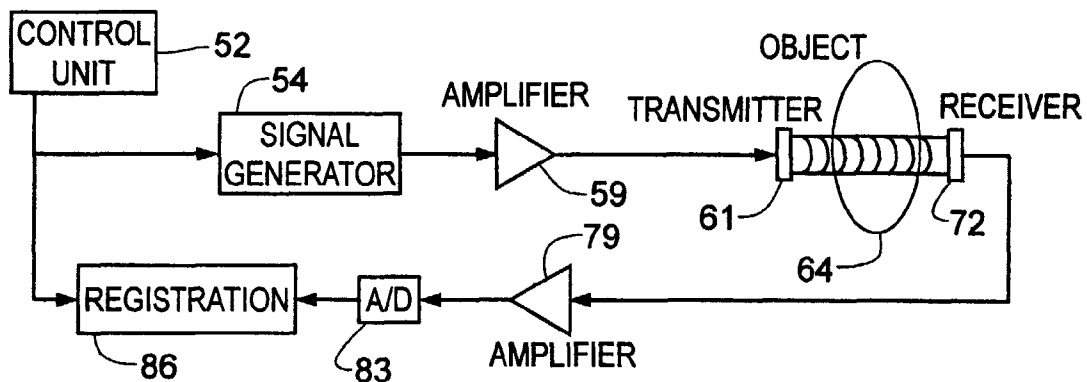 CONTROL
UNIT
52
54
SIGNAL
GENERATOR
AMPLIFIER
59
OBJECT
TRANSMITTER
RECEIVER
61
72
64
79
REGISTRATION
A/D
86
83
AMPLIFIER